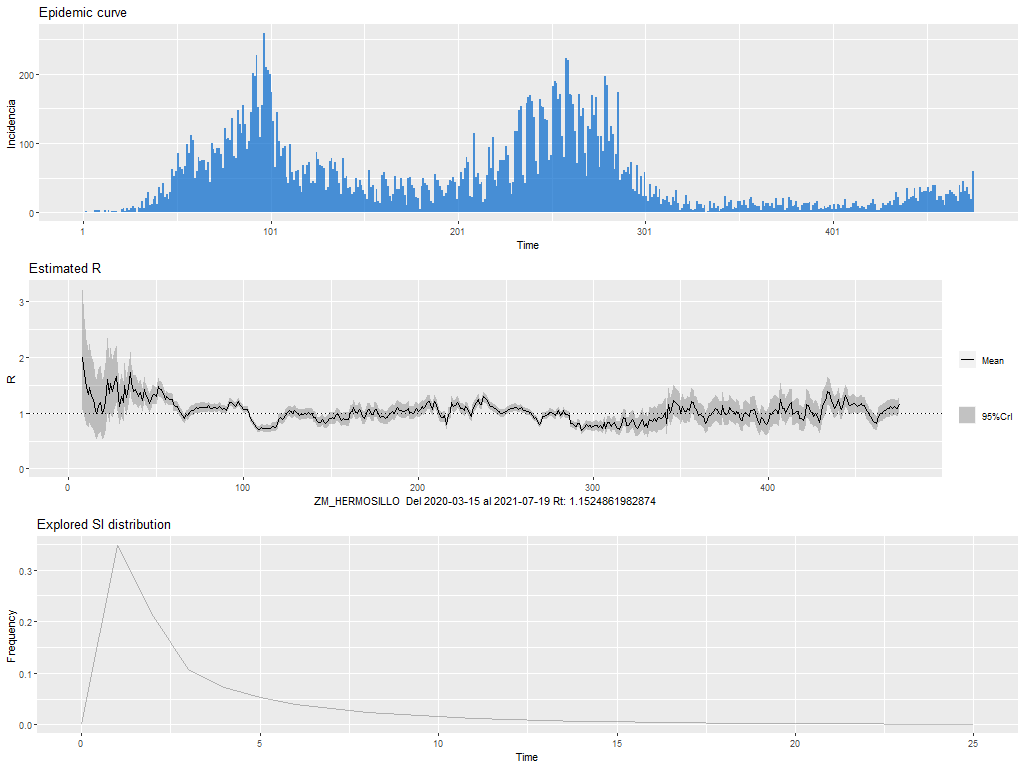 Epidemic curve
Incidencia
200
100
0
1
101
201
301
401
Time
Estimated R
R
3
2
1
0
0
100
200
300
400
Mean
95%CrI
ZM_HERMOSILLO Del 2020-03-15 al 2021-07-19 Rt: 1.1524861982874
Explored SI distribution
Frequency
0.3
0.2
0.1
0.0
0
5
10
15
20
25
Time